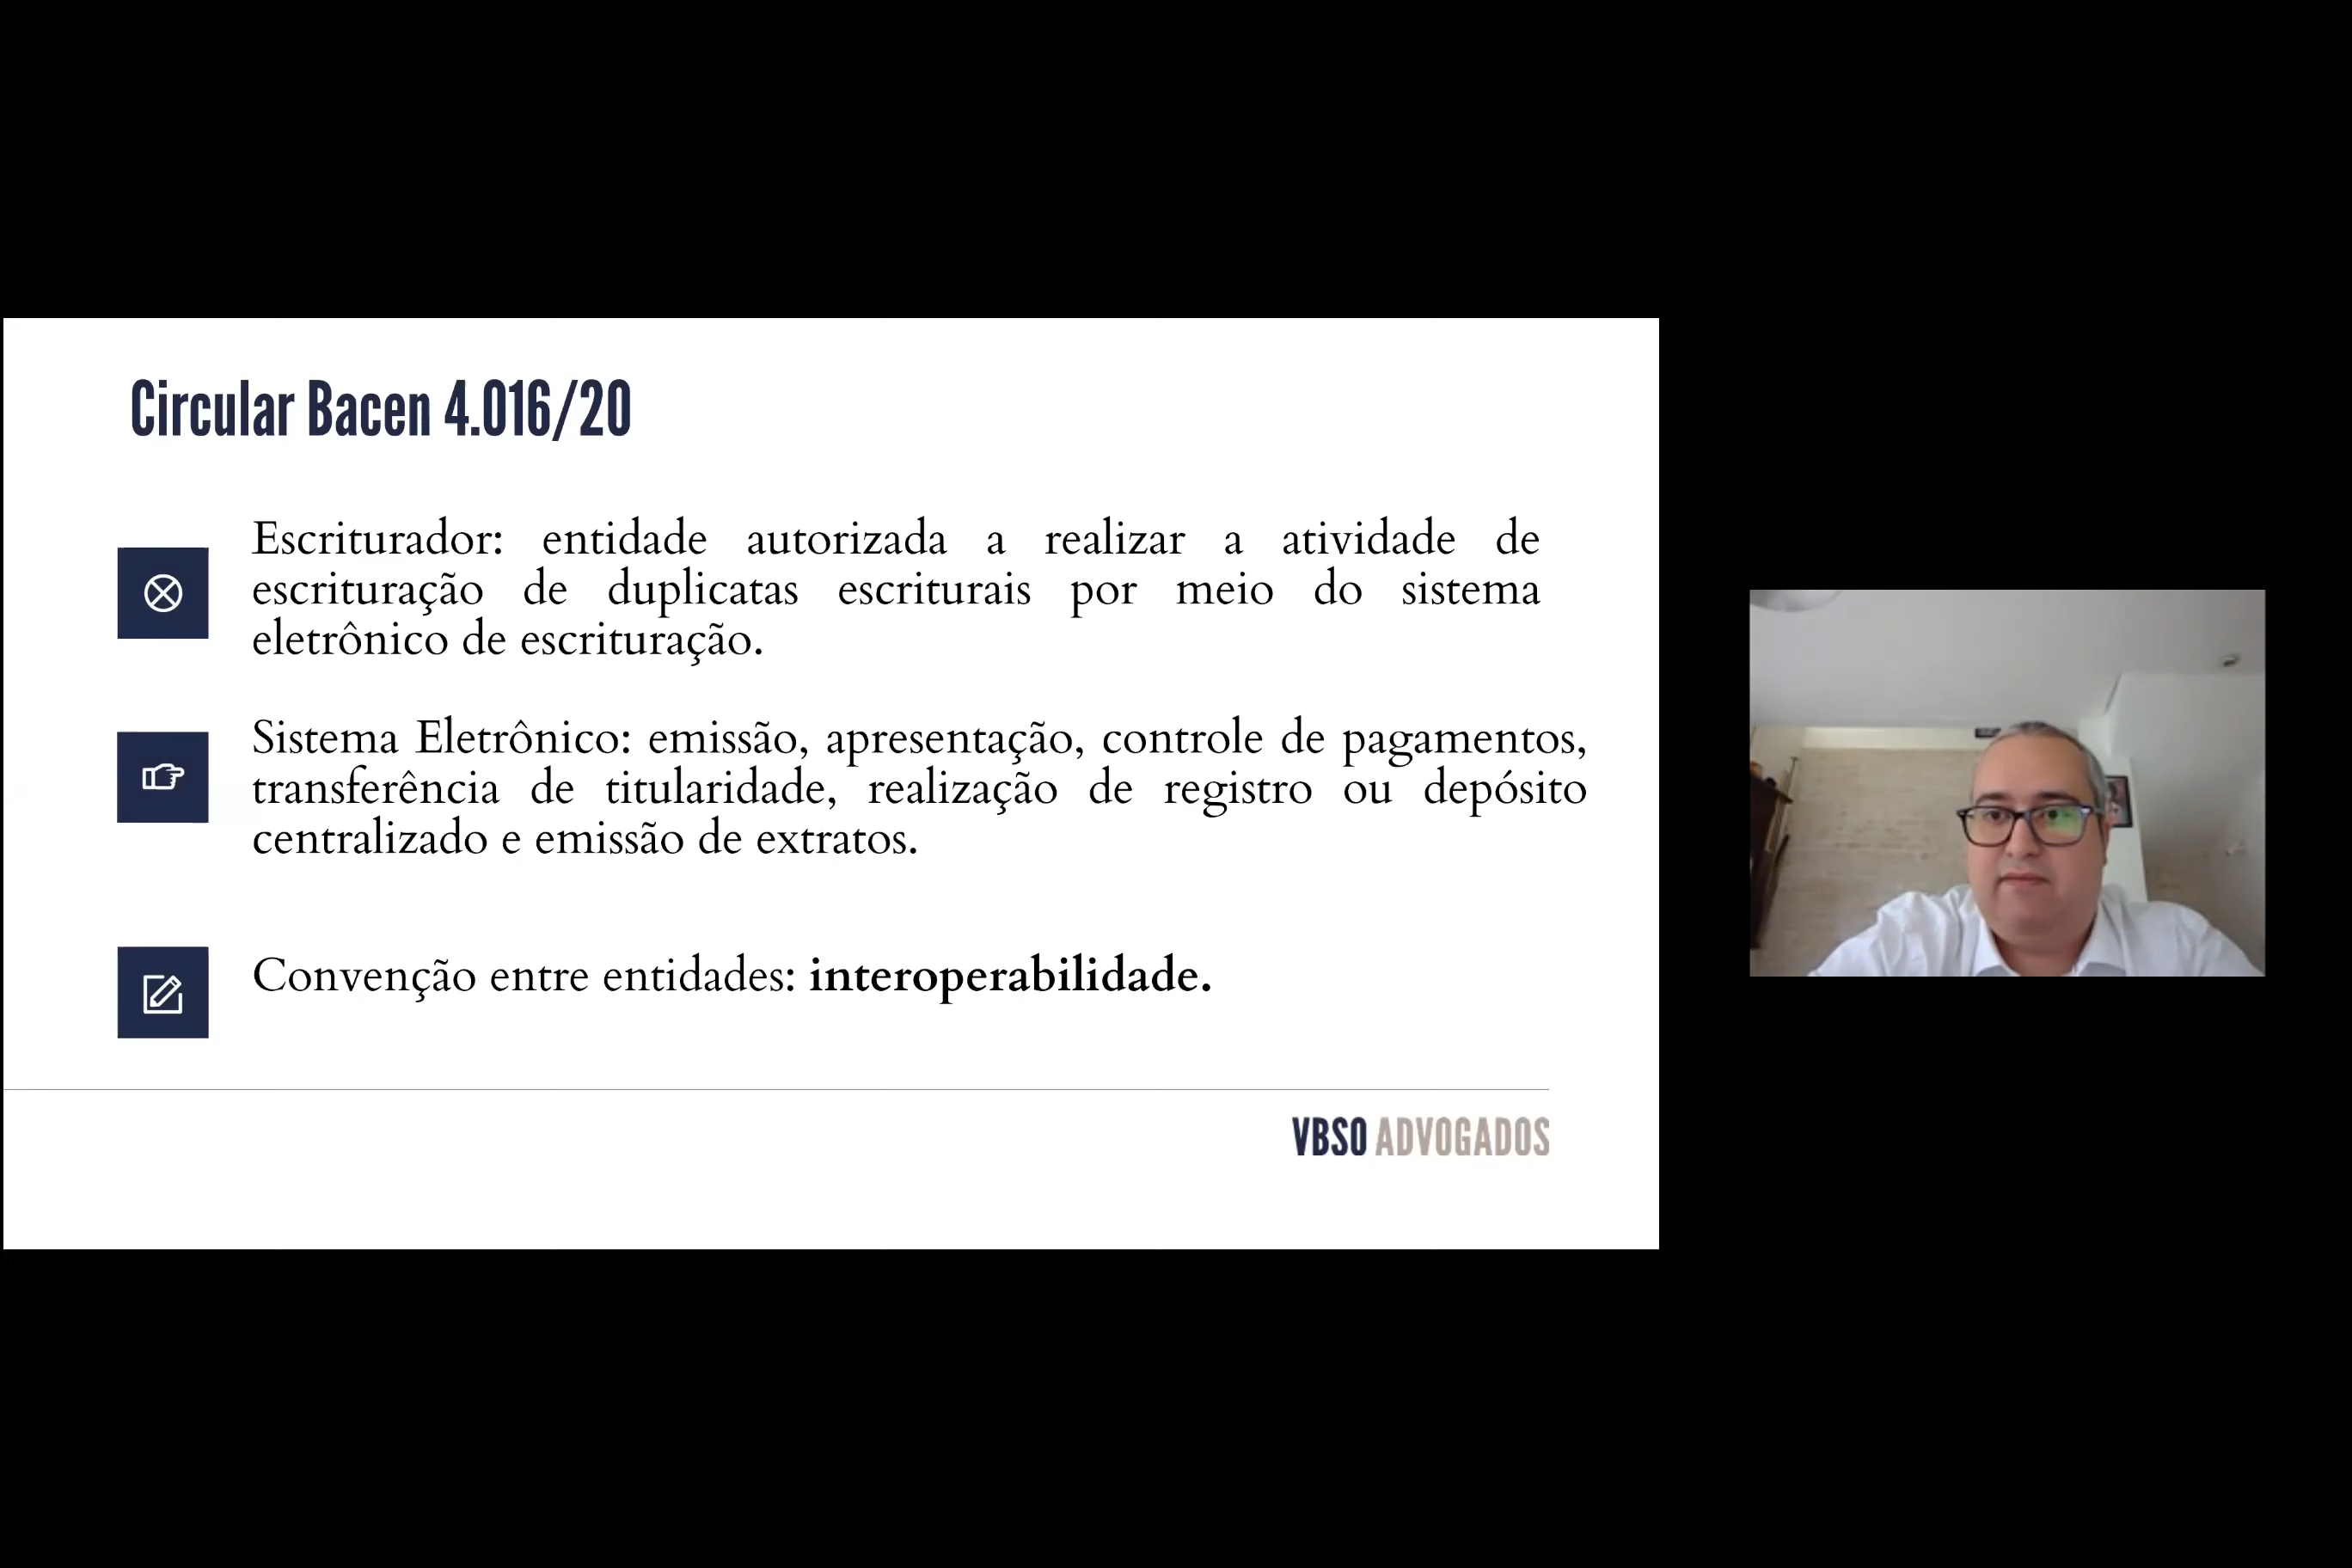 Circular Bacen 4.016/20
Escriturador: entidade autorizada a realizar a atividade de
escrituração de duplicatas escriturais por meio do sistema
eletrônico de escrituração.
Sistema Eletrônico: emissão, apresentação, controle de pagamentos,
transferência de titularidade, realização de registro ou depósito
centralizado e emissão de extratos.
Convenção entre entidades: interoperabilidade.
VBSO ADVOGADOS